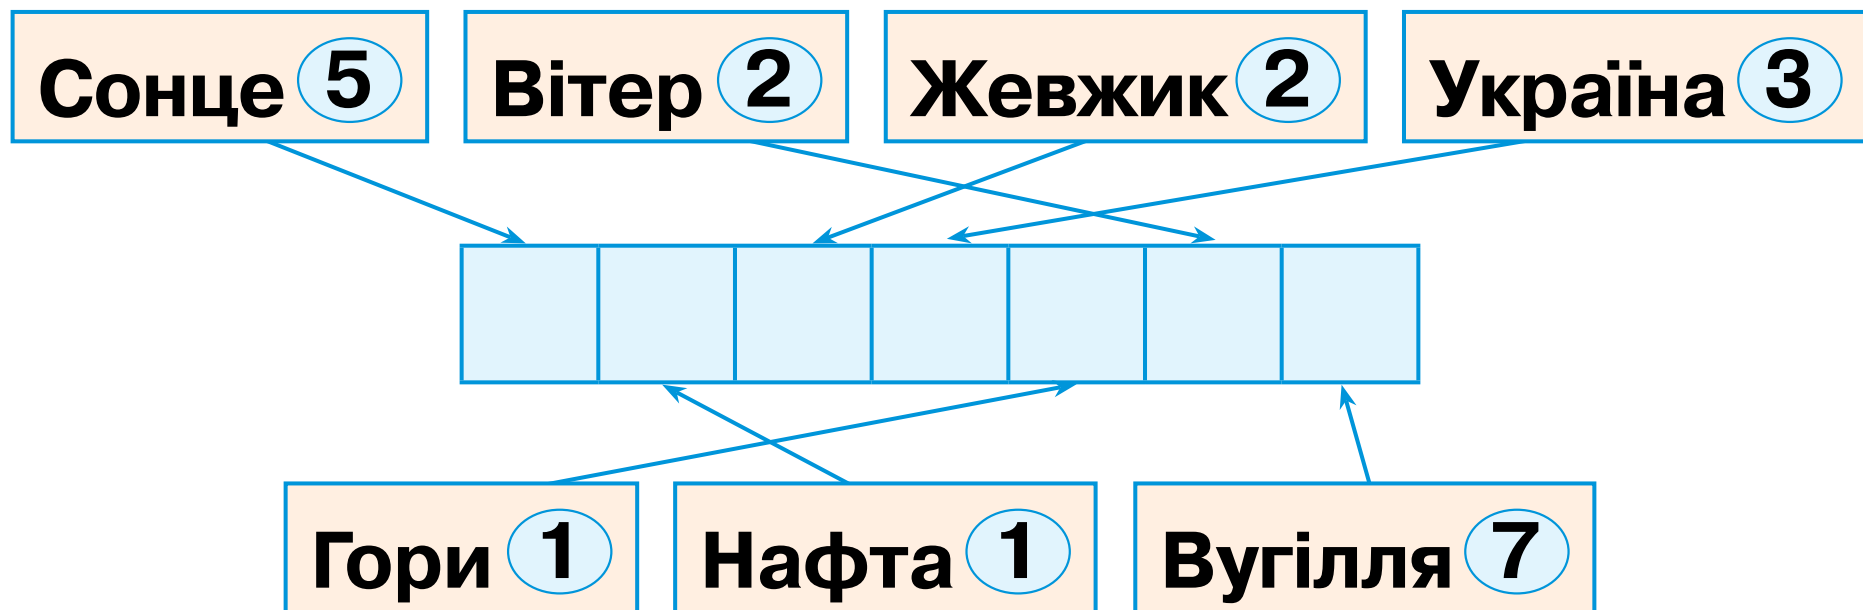 Сонце 5 Вітер 2 Жевжик 2 Україна 3
Гори 1 Нафта 1 Вугілля 7